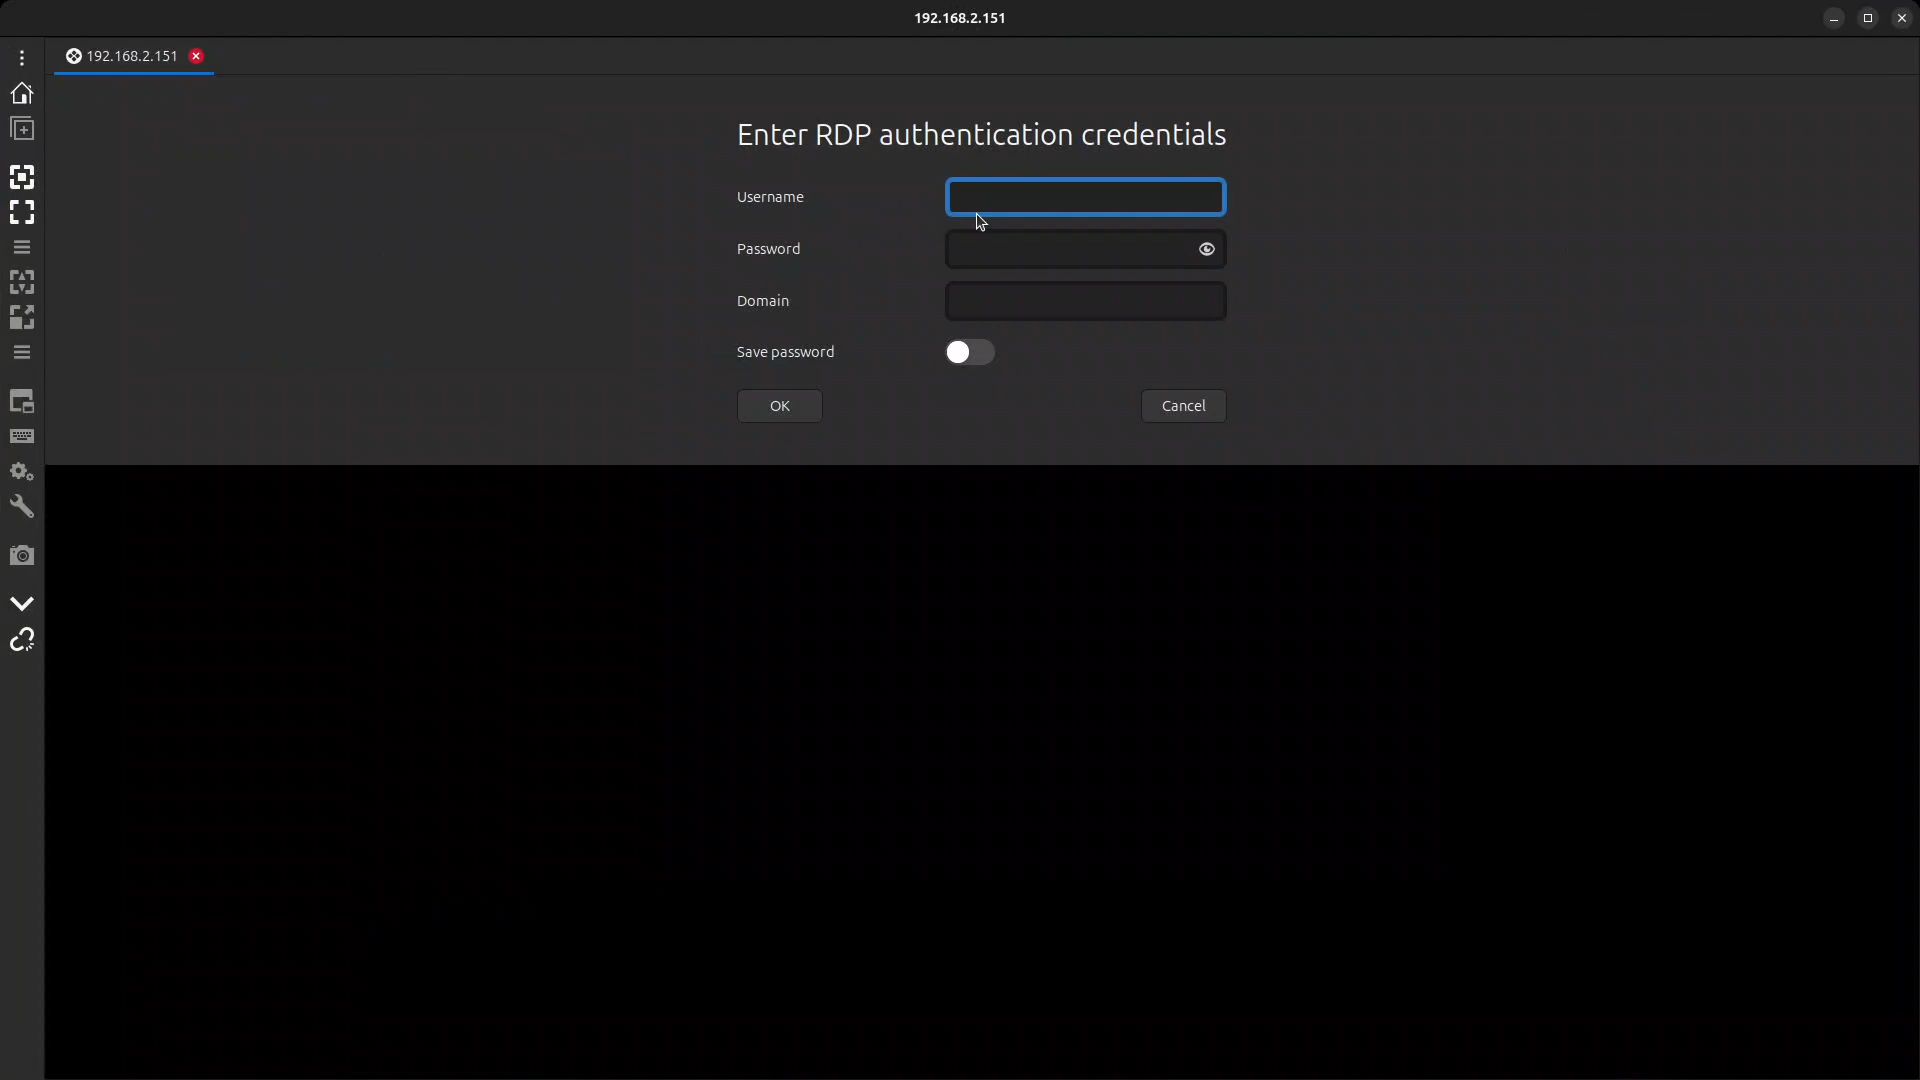 192.168.2.151
192.168.2.151
Enter RDP authentication credentials
Username
Password
Domain
Save password
OK
Cancel